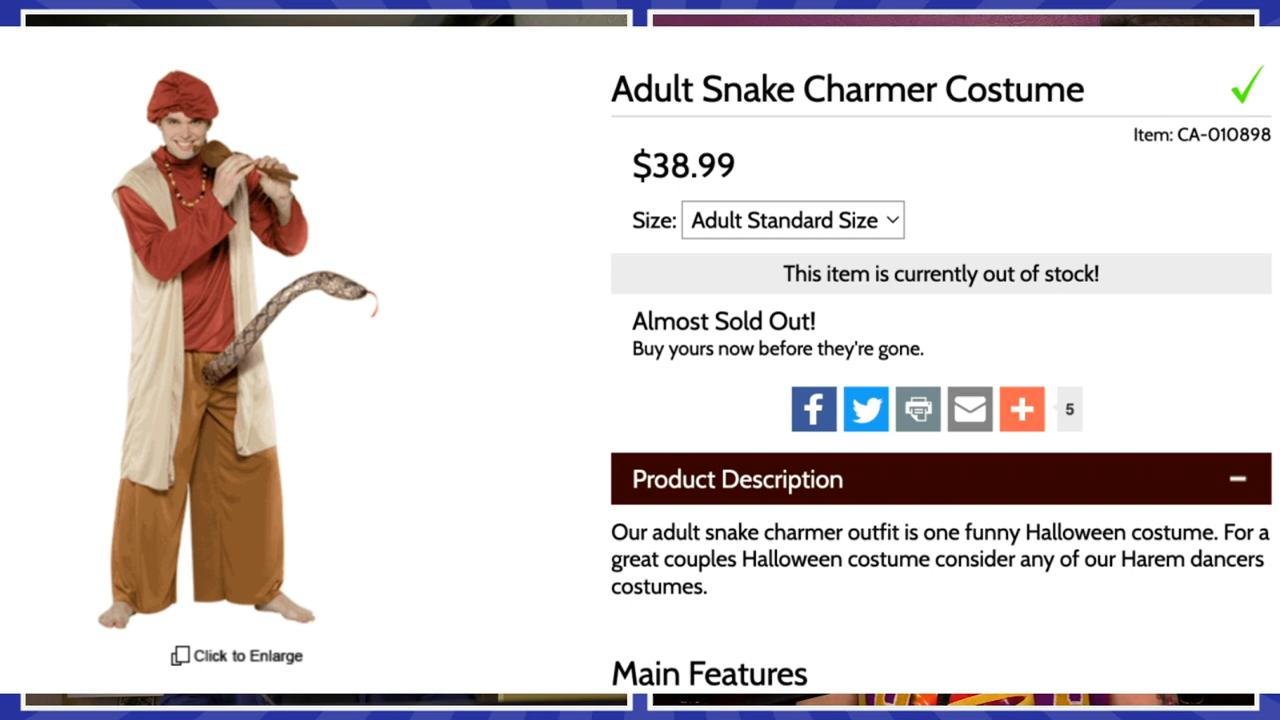 Adult Snake Charmer Costume
Item: CA-010898
$38.99
Size: Adult Standard Size
This item is currently out of stock!
Almost Sold Out!
Buy yours now before they're gone.
5
Product Description
Our adult snake charmer outfit is one funny Halloween costume. For a
great couples Halloween costume consider any of our Harem dancers
costumes.
Click to Enlarge
Main Features